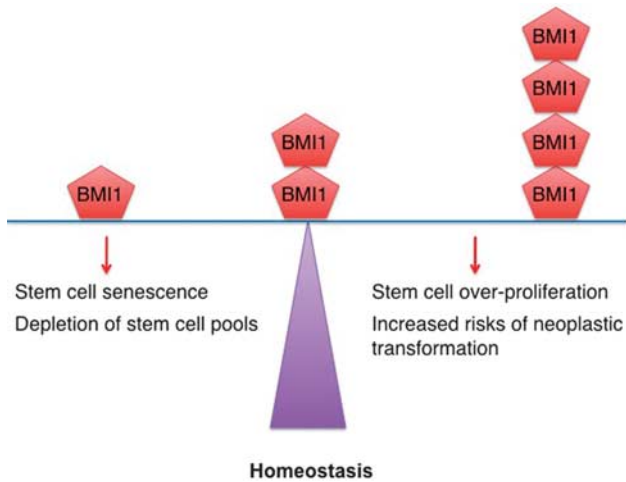 BMI1
BMI1
BMI1
BMI1
BMI1
BMI1
BMI1
Stem cell senescence
Depletion of stem cell pools
Stem cell over-proliferation
Increased risks of neoplastic
transformation
Homeostasis